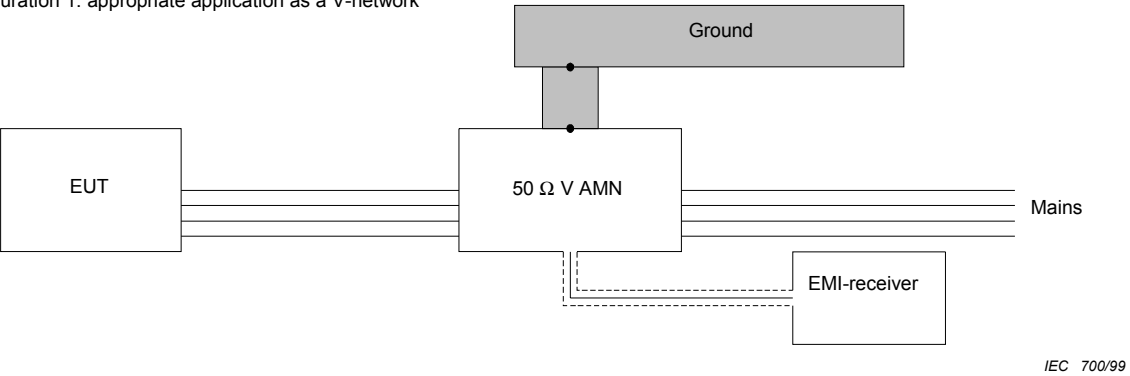 uration 1: appropriate application as a V-network
Ground
EUT
50 Ω V AMN
Mains
EMI-receiver
IEC 700/99